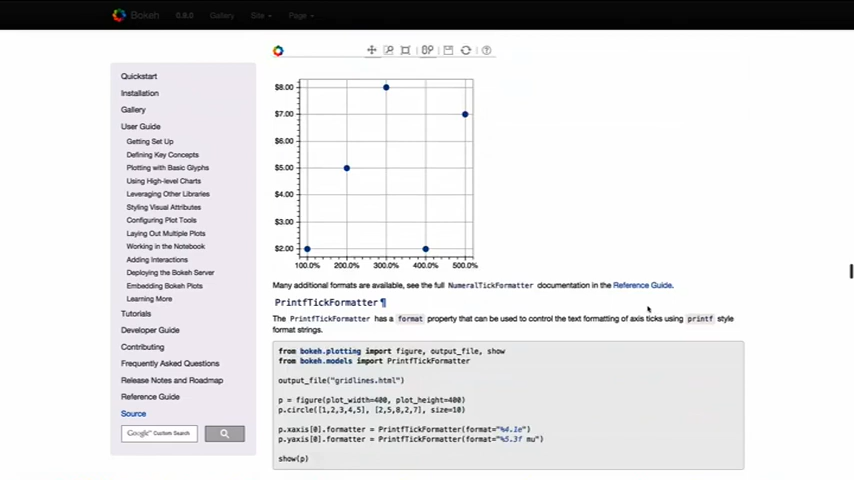 Bokeh 0.9.0 Gallery Site Page
Quickstart
Installation
Gallery
User Guide
Getting Set Up
Defining Key Concepts
Plotting with Basic Glyphs
Using High-level Charts
Leveraging Other Libraries
Styling Visual Attributes
Configuring Plot Tools
Laying Out Multiple Plots
Working in the Notebook
Adding Interactions
Deploying the Bokeh Server
Embedding Bokeh Plots
Learning More
Tutorials
Developer Guide
Contributing
Frequently Asked Questions
Release Notes and Roadmap
Reference Guide
Source
Google™ Custom Search
$8.00
$7.00
$6.00
$5.00
$4.00
$3.00
$2.00
100.0% 200.0% 300.0% 400.0% 500.0%
Many additional formats are available, see the full NumeralTickFormatter documentation in the Reference Guide.
PrintfTickFormatter¶
The PrintfTickFormatter has a format property that can be used to control the text formatting of axis ticks using printf style
format strings.
from bokeh.plotting import figure, output_file, show
from bokeh.models import PrintfTickFormatter
output_file("gridlines.html")
p = figure(plot_width=400, plot_height=400)
p.circle([1,2,3,4,5], [2,5,8,2,7], size=10)
p.xaxis[0].formatter = PrintfTickFormatter(format="%4.1e")
p.yaxis[0].formatter = PrintfTickFormatter(format="%5.3f mu")
show(p)